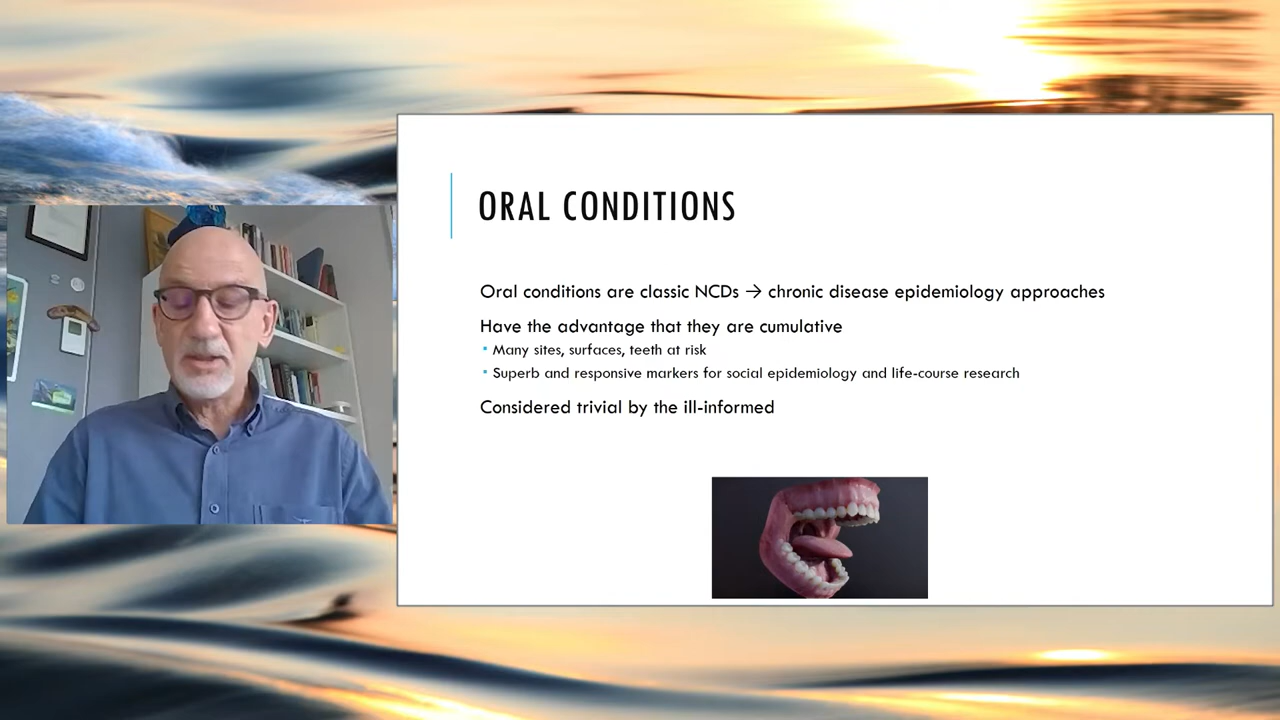 ORAL CONDITIONS
Oral conditions are classic NCDs → chronic disease epidemiology approaches
Have the advantage that they are cumulative
▪ Many sites, surfaces, teeth at risk
▪ Superb and responsive markers for social epidemiology and life-course research
Considered trivial by the ill-informed